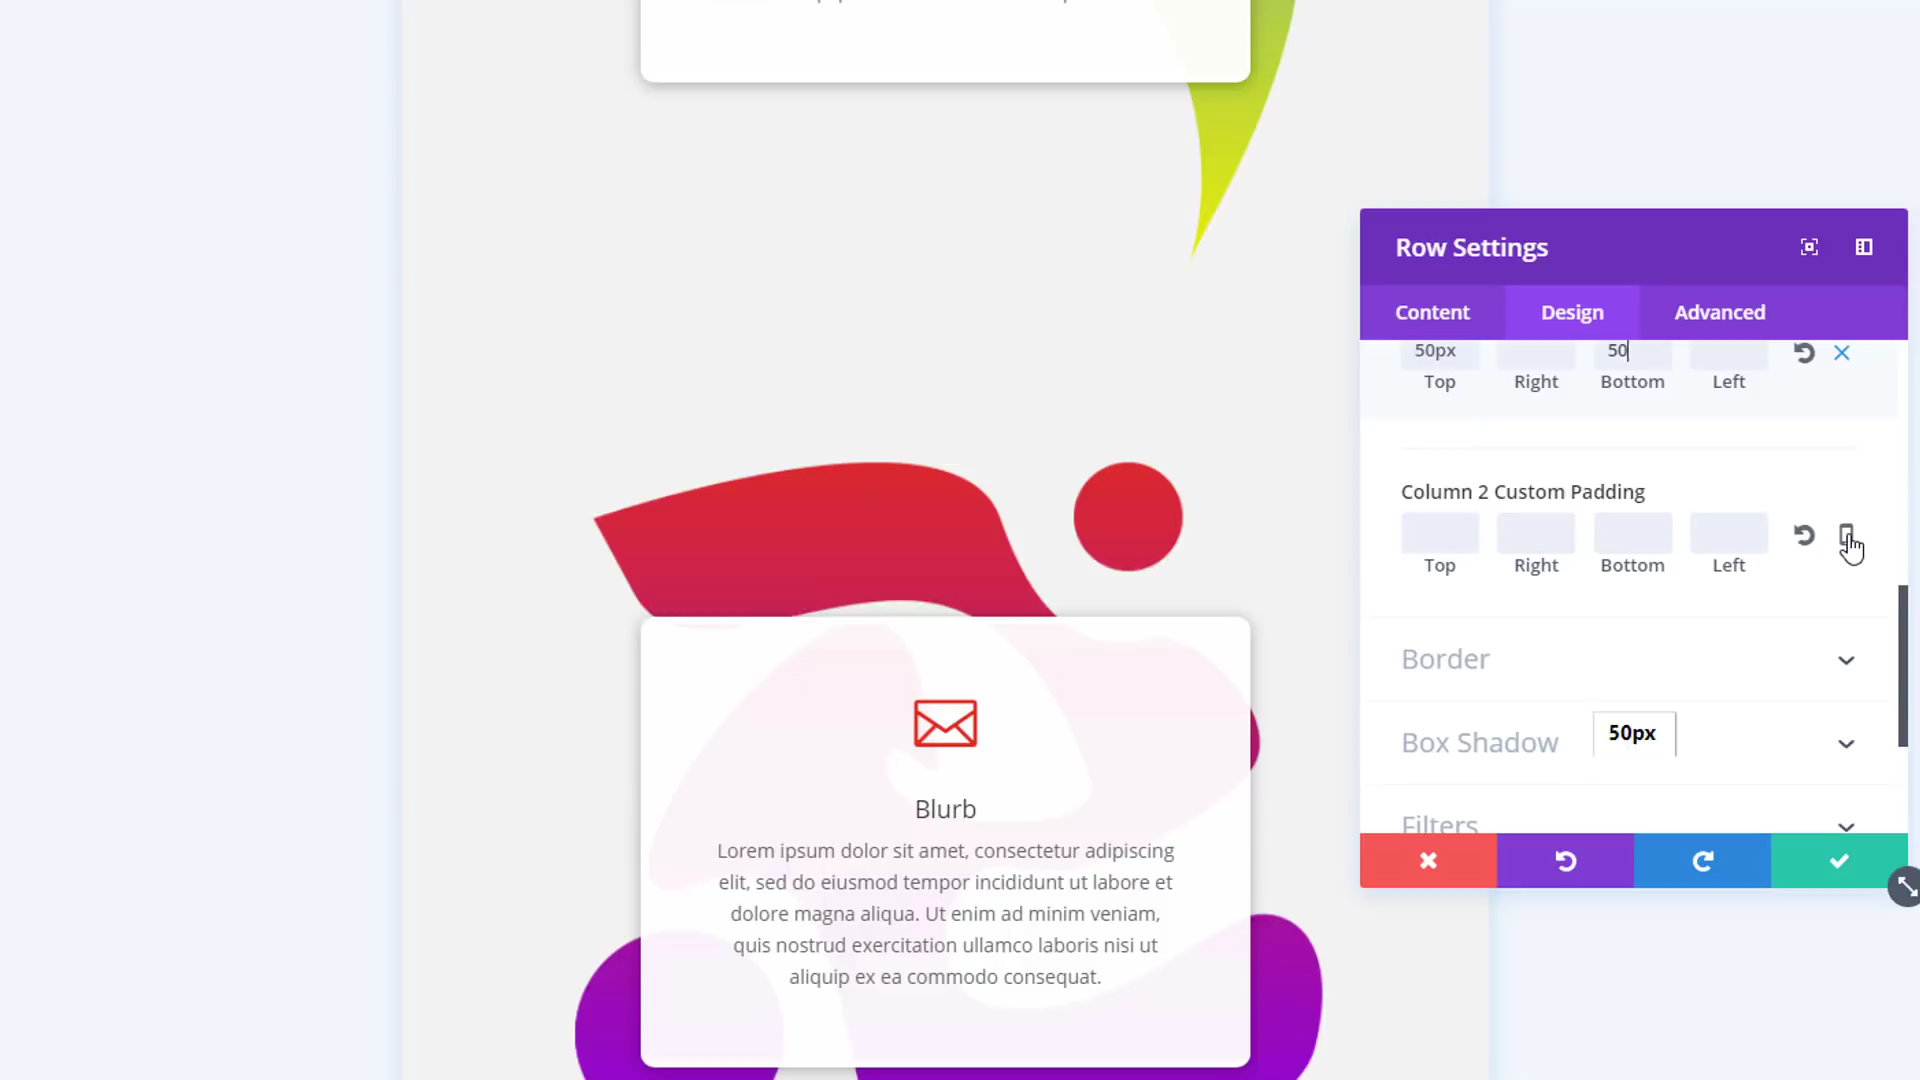 Row Settings
Content
Design
Advanced
50px
50
Top
Right
Bottom
Left
Column 2 Custom Padding
Top
Right
Bottom
Left
Border
Box Shadow
50px
Filters
Blurb
Lorem ipsum dolor sit amet, consectetur adipiscing
elit, sed do eiusmod tempor incididunt ut labore et
dolore magna aliqua. Ut enim ad minim veniam,
quis nostrud exercitation ullamco laboris nisi ut
aliquip ex ea commodo consequat.